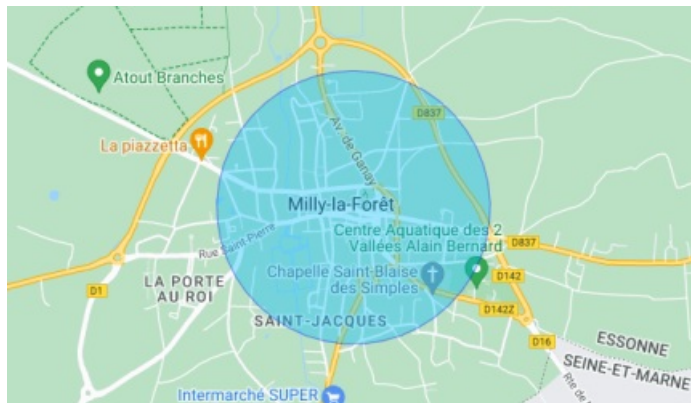 Atout Branches
La piazzetta
Av. de Ganay
D837
Milly-la-Forêt
Centre Aquatique des 2
Vallées Alain Bernard
D837
Rue Saint-Pierre
Chapelle Saint-Blaise
des Simples
D142
LA PORTE
AU ROI
D1
D142Z
SAINT-JACQUES
D16
ESSONNE
SEINE-ET-MARNE
Intermarché SUPER
Rte de